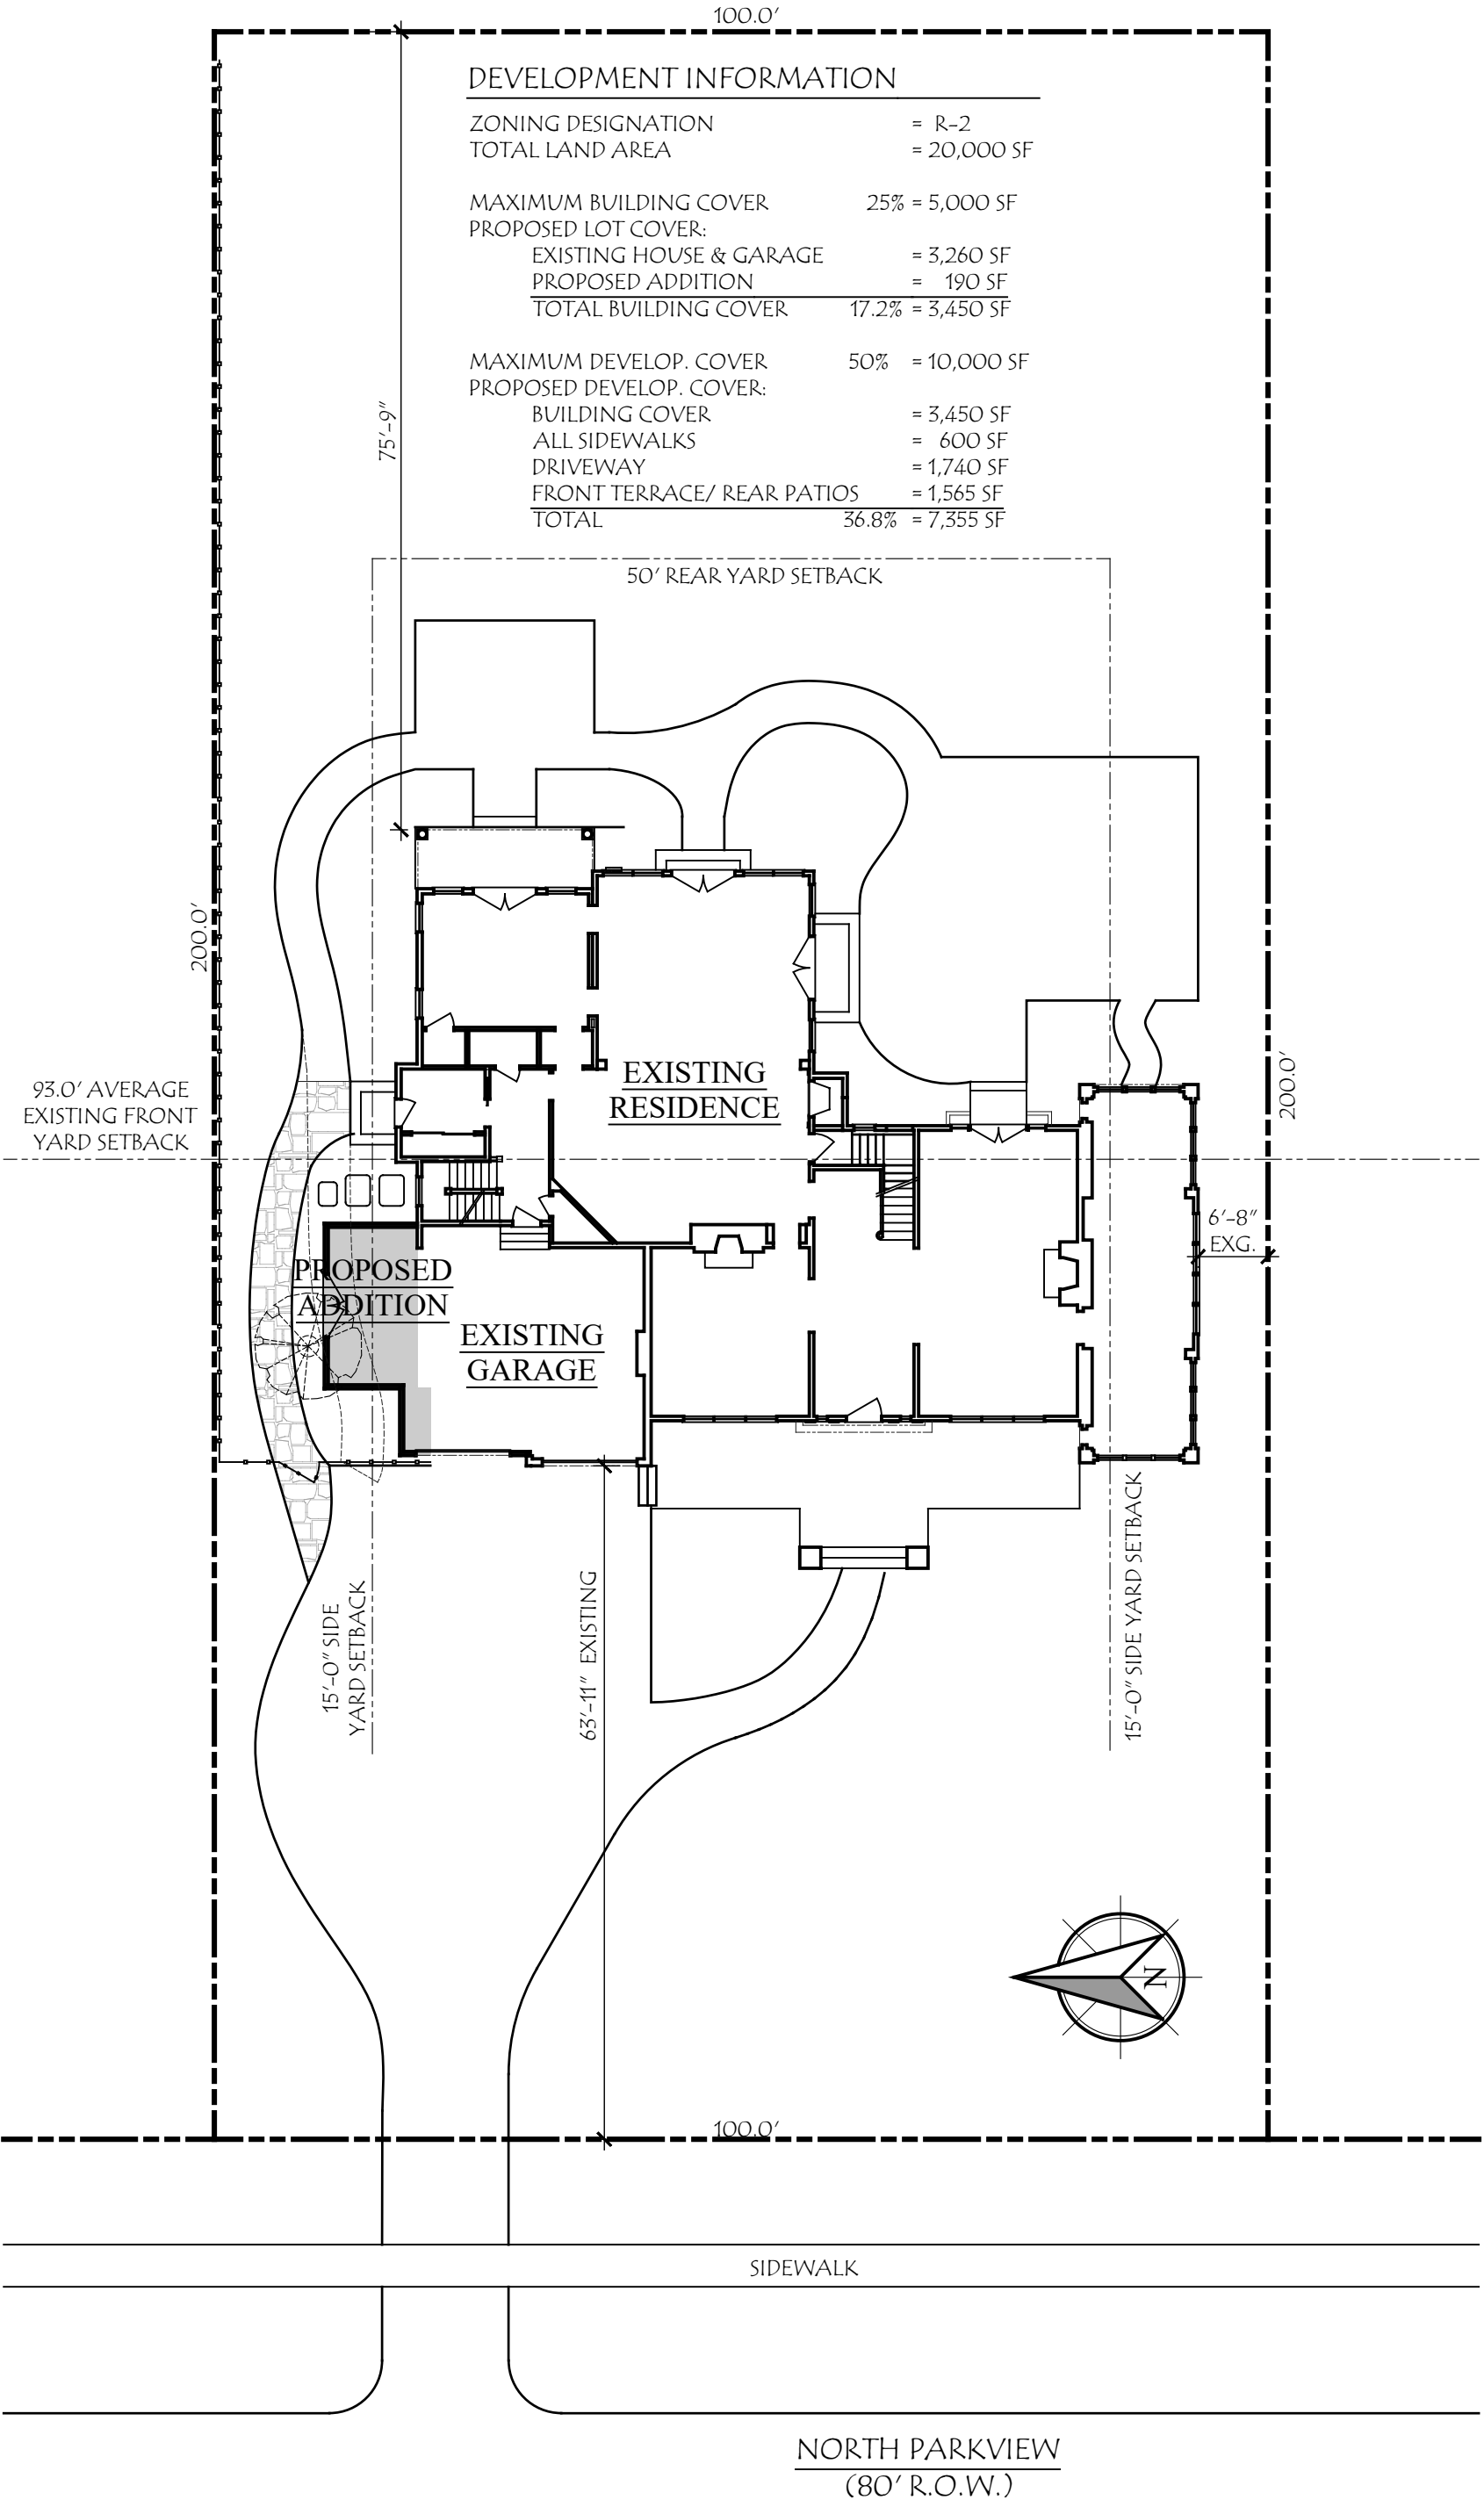 100.0'
DEVELOPMENT INFORMATION
ZONING DESIGNATION = R-2
TOTAL LAND AREA = 20,000 SF
MAXIMUM BUILDING COVER 25% = 5,000 SF
PROPOSED LOT COVER:
EXISTING HOUSE & GARAGE = 3,260 SF
PROPOSED ADDITION = 190 SF
TOTAL BUILDING COVER 17.2% = 3,450 SF
MAXIMUM DEVELOP. COVER 50% = 10,000 SF
PROPOSED DEVELOP. COVER:
BUILDING COVER = 3,450 SF
ALL SIDEWALKS = 600 SF
DRIVEWAY = 1,740 SF
FRONT TERRACE/ REAR PATIOS = 1,565 SF
TOTAL 36.8% = 7,355 SF
75'-9"
50' REAR YARD SETBACK
200.0'
93.0' AVERAGE
EXISTING FRONT
YARD SETBACK
EXISTING
RESIDENCE
200.0'
6'-8"
EXG.
PROPOSED
ADDITION
EXISTING
GARAGE
15'-0" SIDE
YARD SETBACK
63'-11" EXISTING
15'-0" SIDE YARD SETBACK
N
100.0'
SIDEWALK
NORTH PARKVIEW
(80' R.O.W.)